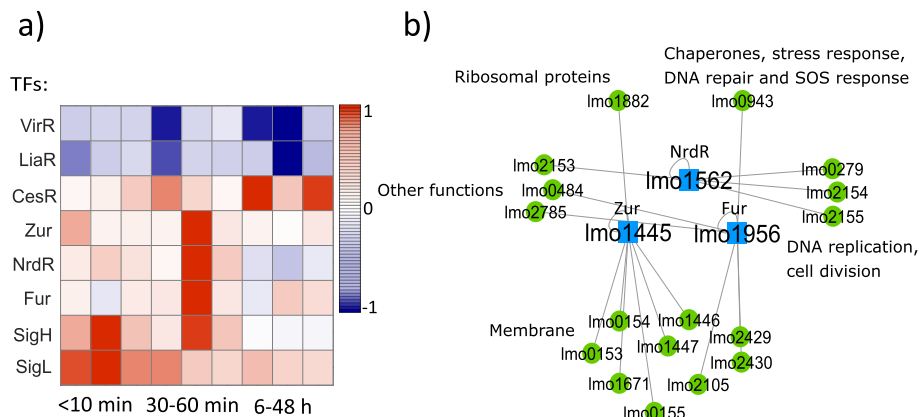 a)
TFs:
VirR
LiaR
CesR
Zur
NrdR
Fur
SigH
SigL
1
0
-1
<10 min
30-60 min
6-48 h
b)
Chaperones, stress response,
DNA repair and SOS response
Ribosomal proteins
lmo1882
lmo0943
NrdR
lmo1562
lmo2153
lmo0279
Other functions
lmo0484
lmo2154
lmo2785
lmo2155
Zur
Fur
lmo1445
lmo1956
DNA replication,
cell division
Membrane
lmo0154
lmo1446
lmo2429
lmo0153
lmo1447
lmo2430
lmo1671
lmo2105
lmo0155